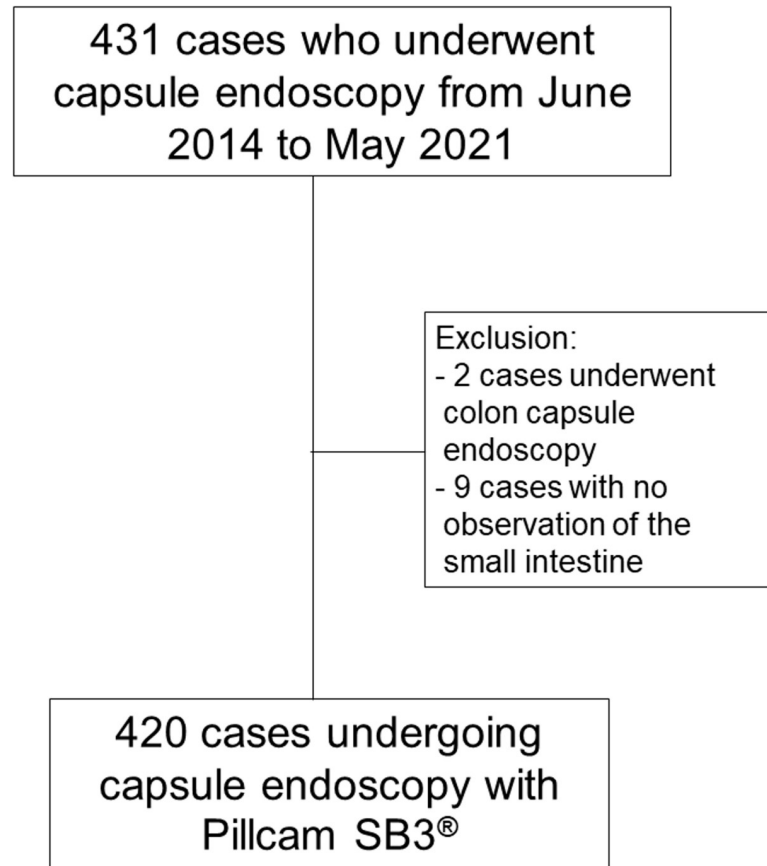 431 cases who underwent
capsule endoscopy from June
2014 to May 2021
Exclusion:
- 2 cases underwent
colon capsule
endoscopy
- 9 cases with no
observation of the
small intestine
420 cases undergoing
capsule endoscopy with
Pillcam SB3®